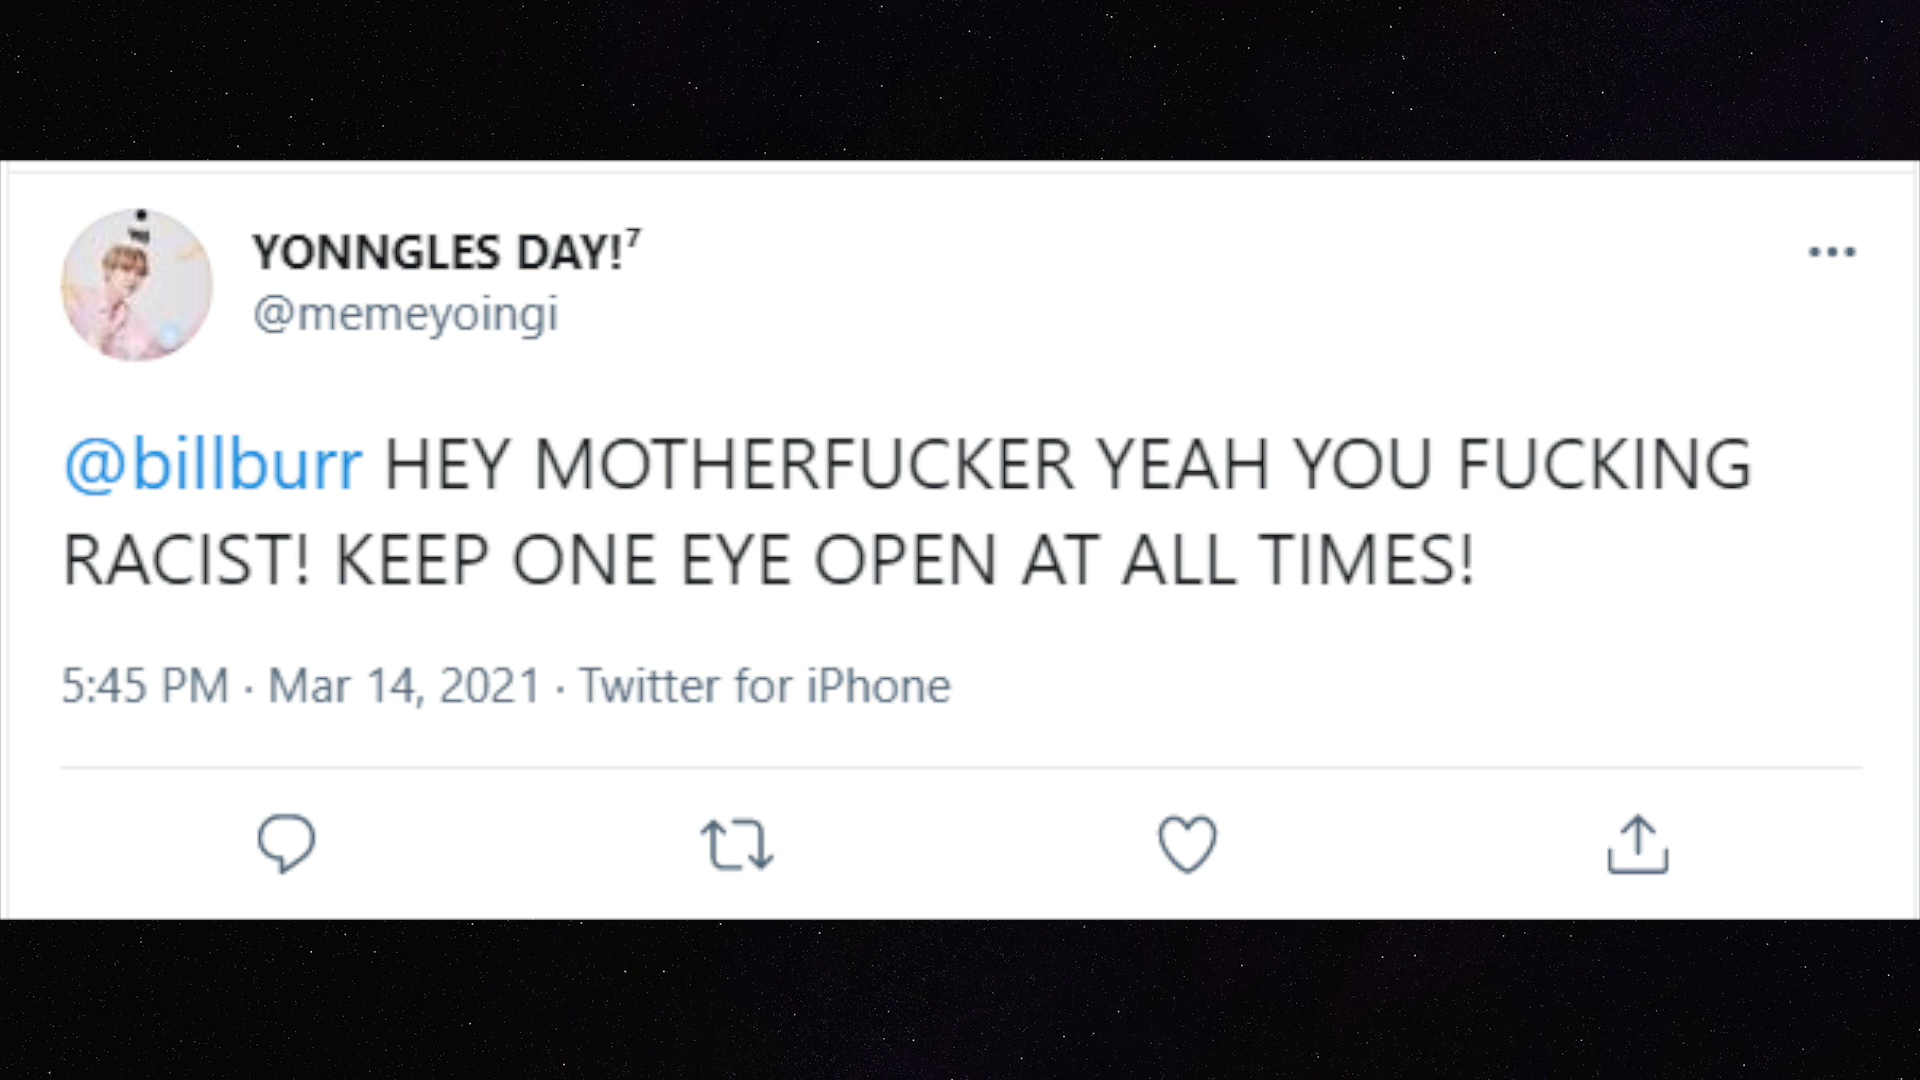 YONNGLES DAY!⁷
@memeyoingi
@billburr HEY MOTHERFUCKER YEAH YOU FUCKING
RACIST! KEEP ONE EYE OPEN AT ALL TIMES!
5:45 PM · Mar 14, 2021 · Twitter for iPhone